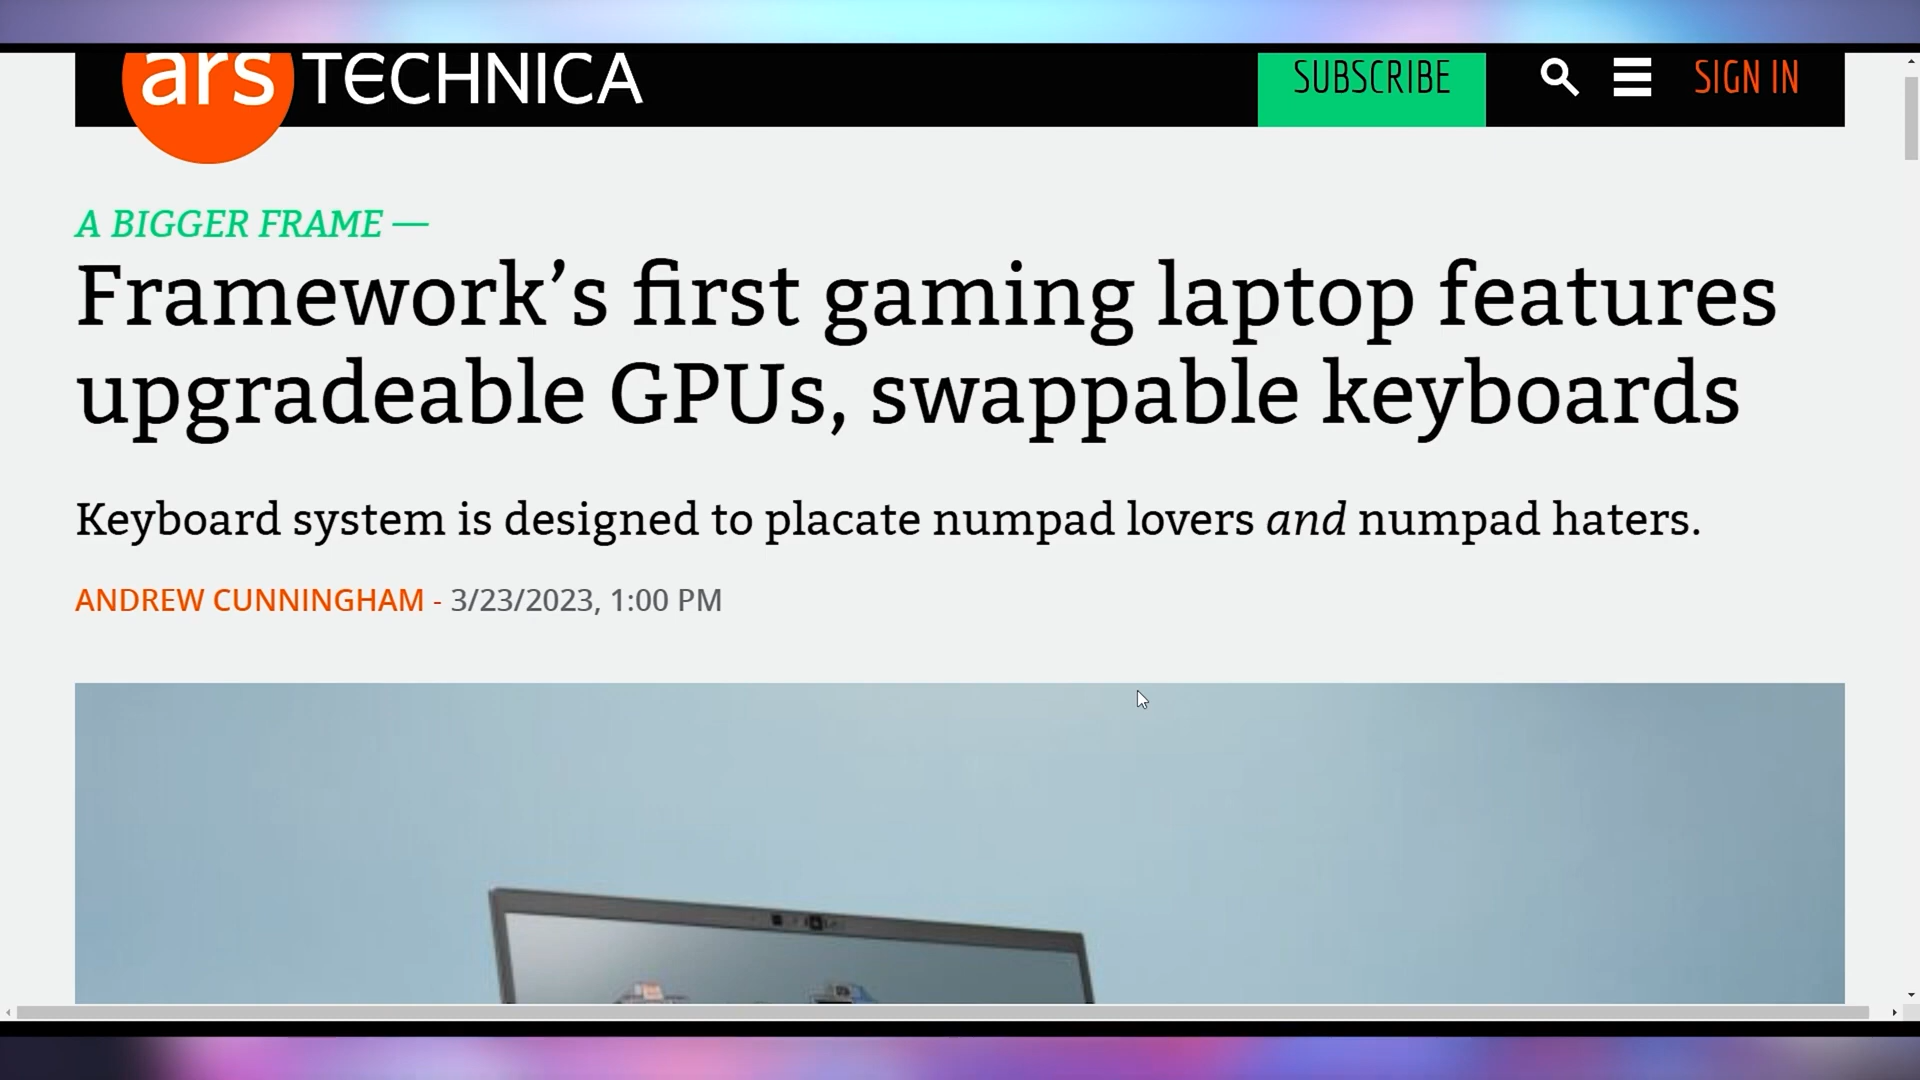 ars TECHNICA
SUBSCRIBE
SIGN IN
A BIGGER FRAME —
Framework’s first gaming laptop features
upgradeable GPUs, swappable keyboards
Keyboard system is designed to placate numpad lovers and numpad haters.
ANDREW CUNNINGHAM - 3/23/2023, 1:00 PM